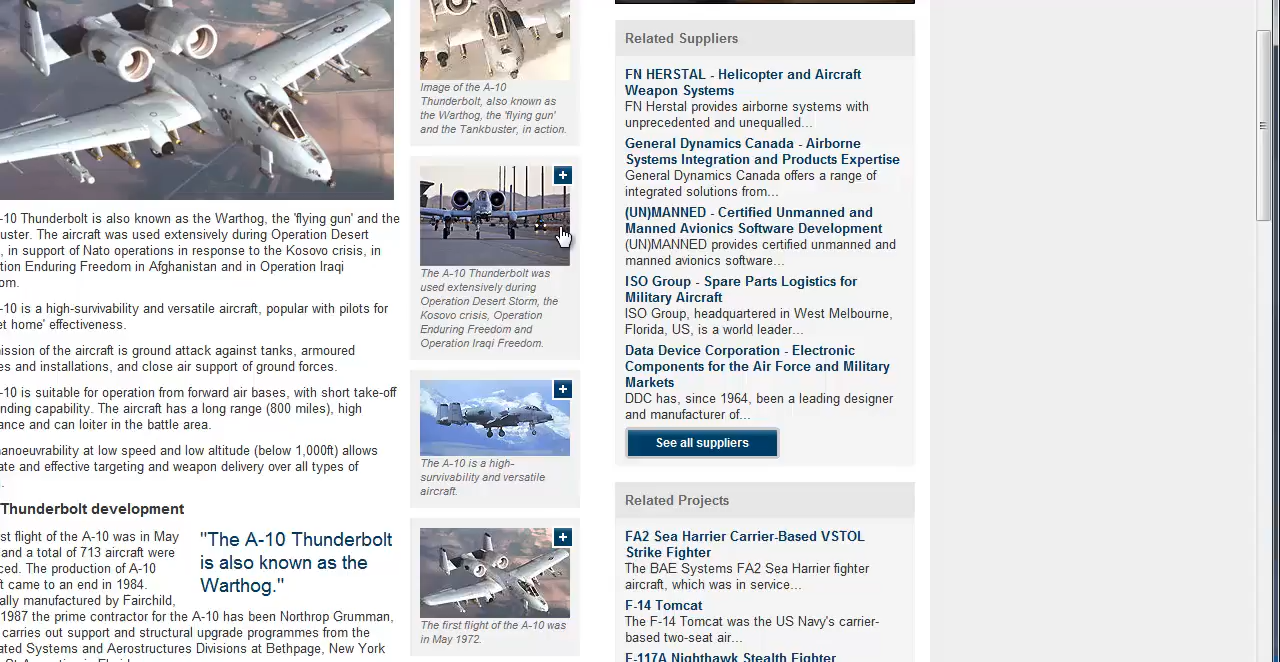 -10 Thunderbolt is also known as the Warthog, the 'flying gun' and the
uster. The aircraft was used extensively during Operation Desert
, in support of Nato operations in response to the Kosovo crisis, in
tion Enduring Freedom in Afghanistan and in Operation Iraqi
om.
-10 is a high-survivability and versatile aircraft, popular with pilots for
et home' effectiveness.
ission of the aircraft is ground attack against tanks, armoured
es and installations, and close air support of ground forces.
-10 is suitable for operation from forward air bases, with short take-off
nding capability. The aircraft has a long range (800 miles), high
ance and can loiter in the battle area.
anoeuvrability at low speed and low altitude (below 1,000ft) allows
ate and effective targeting and weapon delivery over all types of
.
Thunderbolt development
st flight of the A-10 was in May
and a total of 713 aircraft were
ced. The production of A-10
ft came to an end in 1984.
ally manufactured by Fairchild,
1987 the prime contractor for the A-10 has been Northrop Grumman,
carries out support and structural upgrade programmes from the
ated Systems and Aerostructures Divisions at Bethpage, New York
"The A-10 Thunderbolt
is also known as the
Warthog."
Image of the A-10
Thunderbolt, also known as
the Warthog, the 'flying gun'
and the Tankbuster, in action.
+
The A-10 Thunderbolt was
used extensively during
Operation Desert Storm, the
Kosovo crisis, Operation
Enduring Freedom and
Operation Iraqi Freedom.
+
The A-10 is a high-
survivability and versatile
aircraft.
+
The first flight of the A-10 was
in May 1972.
Related Suppliers
FN HERSTAL - Helicopter and Aircraft
Weapon Systems
FN Herstal provides airborne systems with
unprecedented and unequalled...
General Dynamics Canada - Airborne
Systems Integration and Products Expertise
General Dynamics Canada offers a range of
integrated solutions from...
(UN)MANNED - Certified Unmanned and
Manned Avionics Software Development
(UN)MANNED provides certified unmanned and
manned avionics software...
ISO Group - Spare Parts Logistics for
Military Aircraft
ISO Group, headquartered in West Melbourne,
Florida, US, is a world leader...
Data Device Corporation - Electronic
Components for the Air Force and Military
Markets
DDC has, since 1964, been a leading designer
and manufacturer of...
See all suppliers
Related Projects
FA2 Sea Harrier Carrier-Based VSTOL
Strike Fighter
The BAE Systems FA2 Sea Harrier fighter
aircraft, which was in service...
F-14 Tomcat
The F-14 Tomcat was the US Navy's carrier-
based two-seat air...
F-117A Nighthawk Stealth Fighter